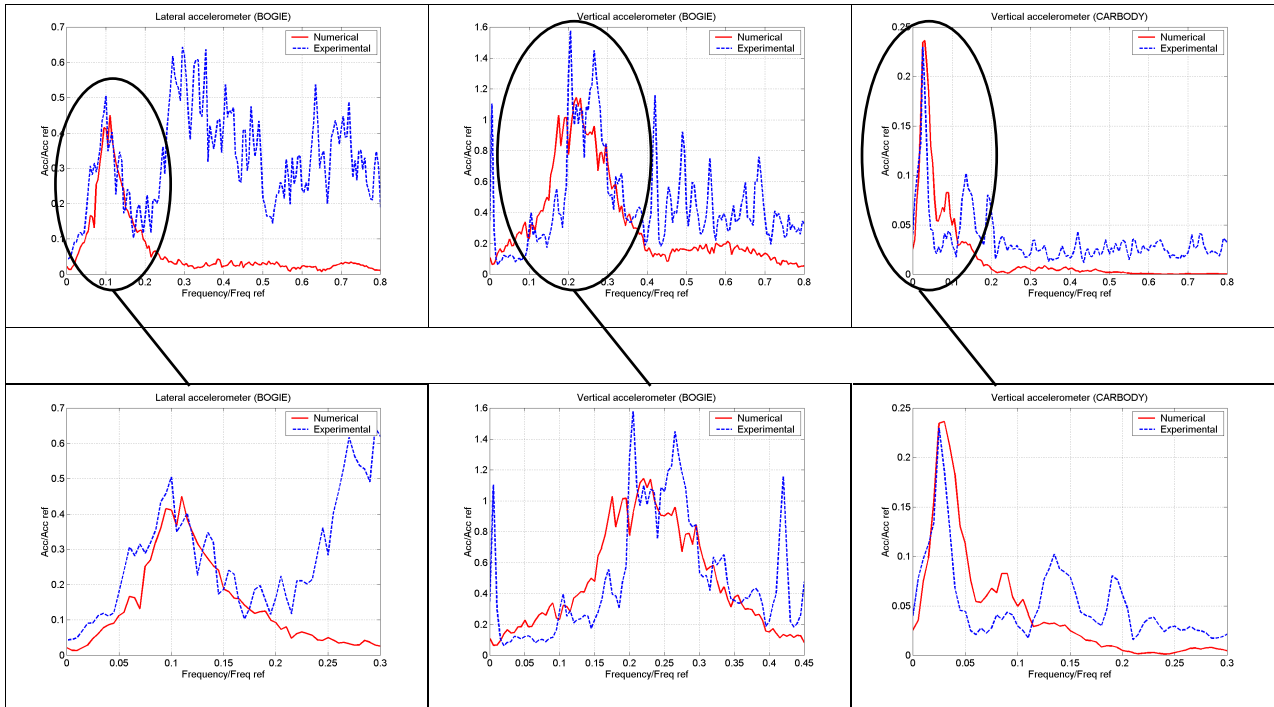 Lateral accelerometer (BOGIE)
0.7
0.6
0.5
0.4
0.3
0.2
0.1
0
Acc/Acc ref
Numerical
Experimental
0 0.1 0.2 0.3 0.4 0.5 0.6 0.7 0.8
Frequency/Freq ref
Vertical accelerometer (BOGIE)
1.6
1.4
1.2
1
0.8
0.6
0.4
0.2
0
Acc/Acc ref
Numerical
Experimental
0 0.1 0.2 0.3 0.4 0.5 0.6 0.7 0.8
Frequency/Freq ref
Vertical accelerometer (CARBODY)
0.25
0.2
0.15
0.1
0.05
0
Acc/Acc ref
Numerical
Experimental
0 0.1 0.2 0.3 0.4 0.5 0.6 0.7 0.8
Frequency/Freq ref
Lateral accelerometer (BOGIE)
0.7
0.6
0.5
0.4
0.3
0.2
0.1
0
Acc/Acc ref
Numerical
Experimental
0 0.05 0.1 0.15 0.2 0.25 0.3
Frequency/Freq ref
Vertical accelerometer (BOGIE)
1.6
1.4
1.2
1
0.8
0.6
0.4
0.2
0
Acc/Acc ref
Numerical
Experimental
0 0.05 0.1 0.15 0.2 0.25 0.3 0.35 0.4 0.45
Frequency/Freq ref
Vertical accelerometer (CARBODY)
0.25
0.2
0.15
0.1
0.05
0
Acc/Acc ref
Numerical
Experimental
0 0.05 0.1 0.15 0.2 0.25 0.3
Frequency/Freq ref